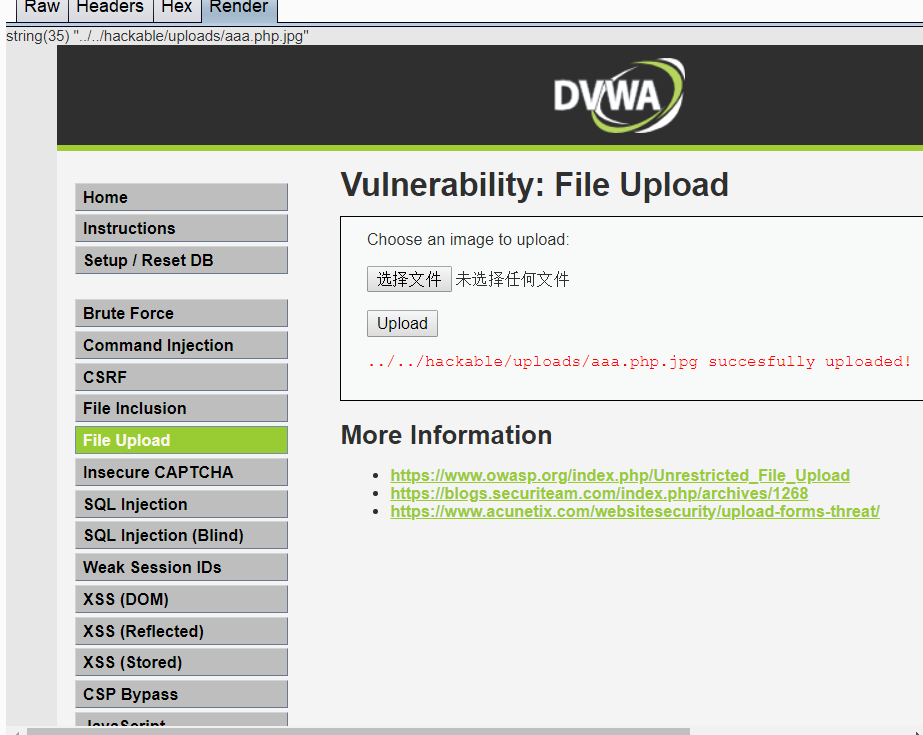 Raw Headers Hex Render
string(35) "../../hackable/uploads/aaa.php.jpg"
DVWA
Vulnerability: File Upload
Home
Instructions
Setup / Reset DB
Choose an image to upload:
选择文件 未选择任何文件
Upload
../../hackable/uploads/aaa.php.jpg succesfully uploaded!
Brute Force
Command Injection
CSRF
File Inclusion
File Upload
Insecure CAPTCHA
SQL Injection
SQL Injection (Blind)
Weak Session IDs
XSS (DOM)
XSS (Reflected)
XSS (Stored)
CSP Bypass
JavaScript
More Information
https://www.owasp.org/index.php/Unrestricted_File_Upload
https://blogs.securiteam.com/index.php/archives/1268
https://www.acunetix.com/websitesecurity/upload-forms-threat/